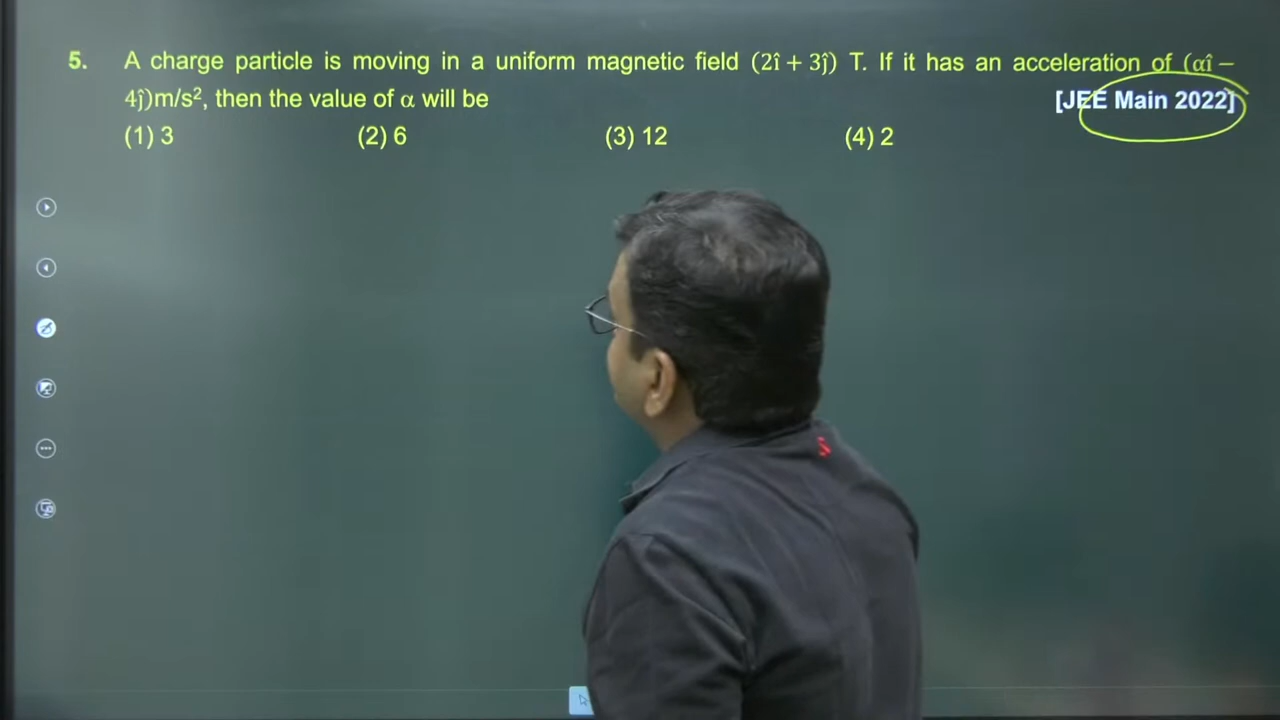 5. A charge particle is moving in a uniform magnetic field (2î + 3ĵ) T. If it has an acceleration of (αî –
4ĵ)m/s², then the value of α will be [JEE Main 2022]
(1) 3 (2) 6 (3) 12 (4) 2